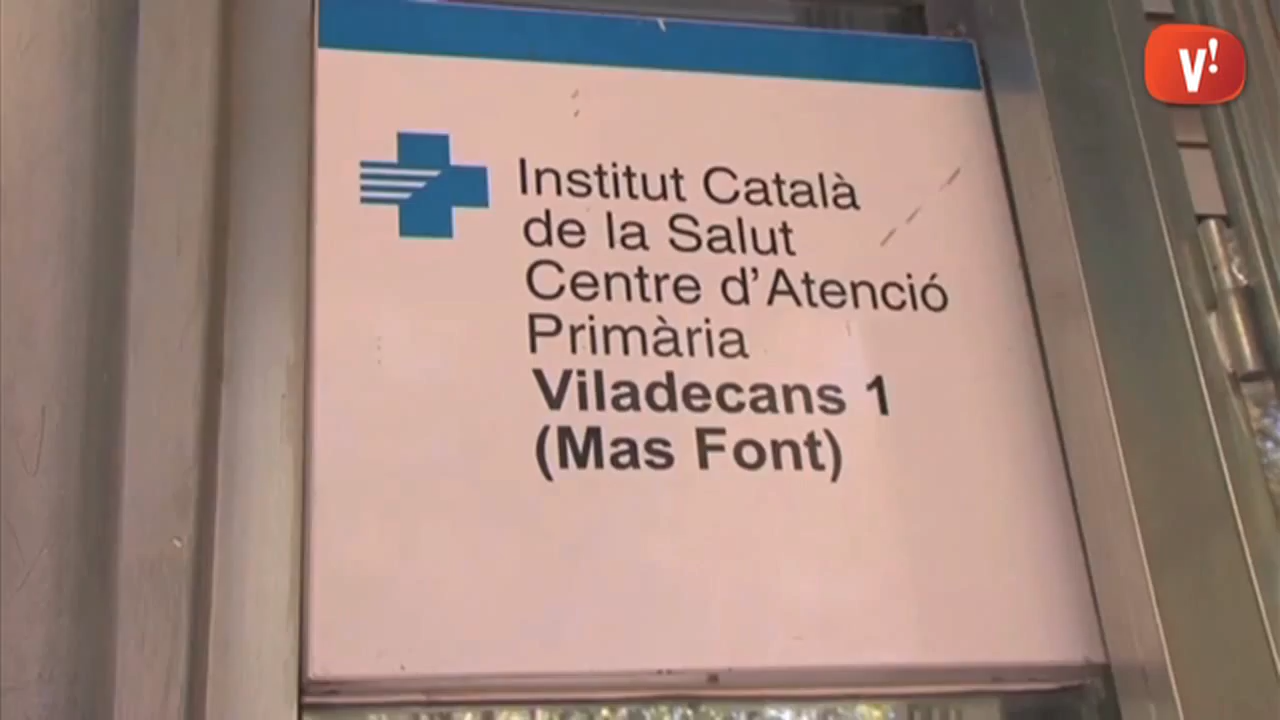 V!
Institut Català
de la Salut
Centre d'Atenció
Primària
Viladecans 1
(Mas Font)